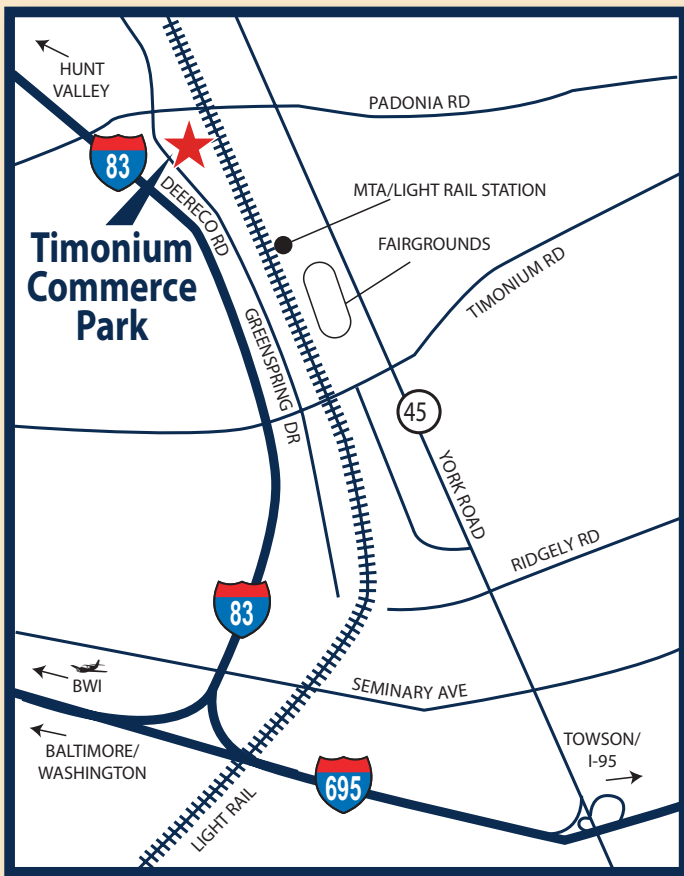 HUNT
VALLEY
PADONIA RD
83
DEERECO RD
MTA/LIGHT RAIL STATION
FAIRGROUNDS
Timonium
Commerce
Park
TIMONIUM RD
GREENSPRING DR
45
YORK ROAD
RIDGELY RD
83
SEMINARY AVE
BWI
BALTIMORE/
WASHINGTON
TOWSON/
I-95
695
LIGHT RAIL